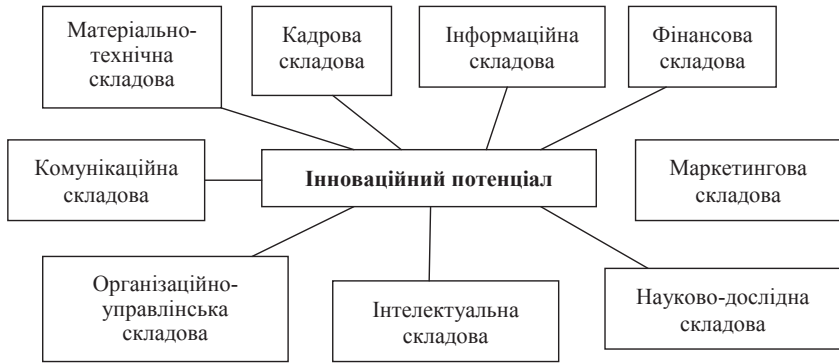 Матеріально-
технічна
складова
Кадрова
складова
Інформаційна
складова
Фінансова
складова
Комунікаційна
складова
Інноваційний потенціал
Маркетингова
складова
Організаційно-
управлінська
складова
Інтелектуальна
складова
Науково-дослідна
складова